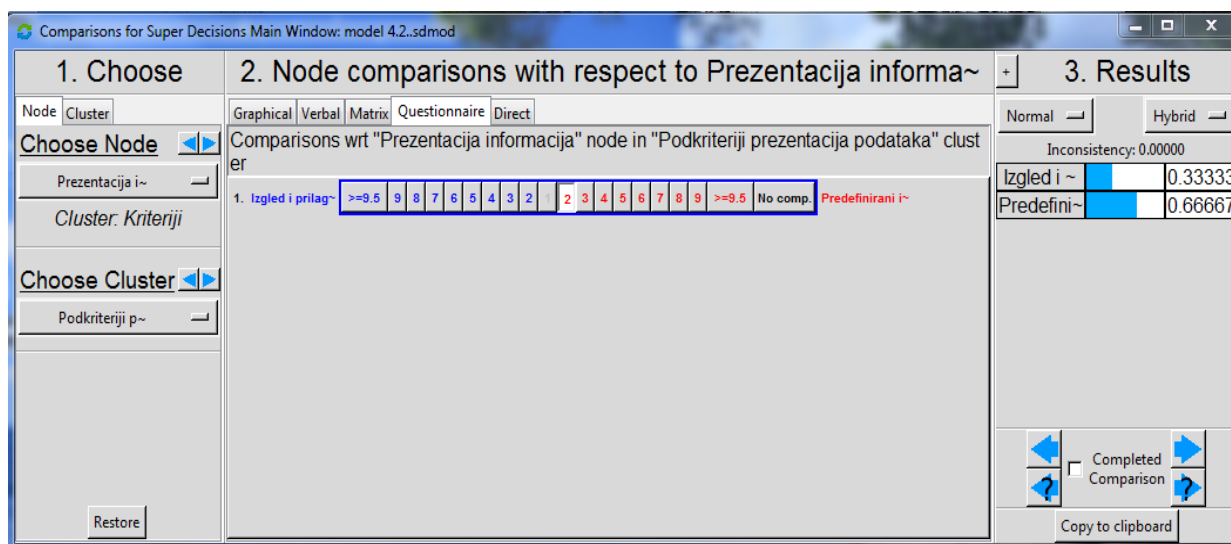 Comparisons for Super Decisions Main Window: model 4.2..sdmod
1. Choose
Node Cluster
Choose Node
Prezentacija i~
Cluster: Kriteriji
Choose Cluster
Podkriteriji p~
Restore
2. Node comparisons with respect to Prezentacija informa~
Graphical Verbal Matrix Questionnaire Direct
Comparisons wrt "Prezentacija informacija" node in "Podkriteriji prezentacija podataka" clust
er
1. Izgled i prilag~ >=9.5 9 8 7 6 5 4 3 2 1 2 3 4 5 6 7 8 9 >=9.5 No comp. Predefinirani i~
+ 3. Results
Normal Hybrid
Inconsistency: 0.00000
Izgled i ~ 0.33333
Predefini~ 0.66667
Completed
Comparison
? ?
Copy to clipboard